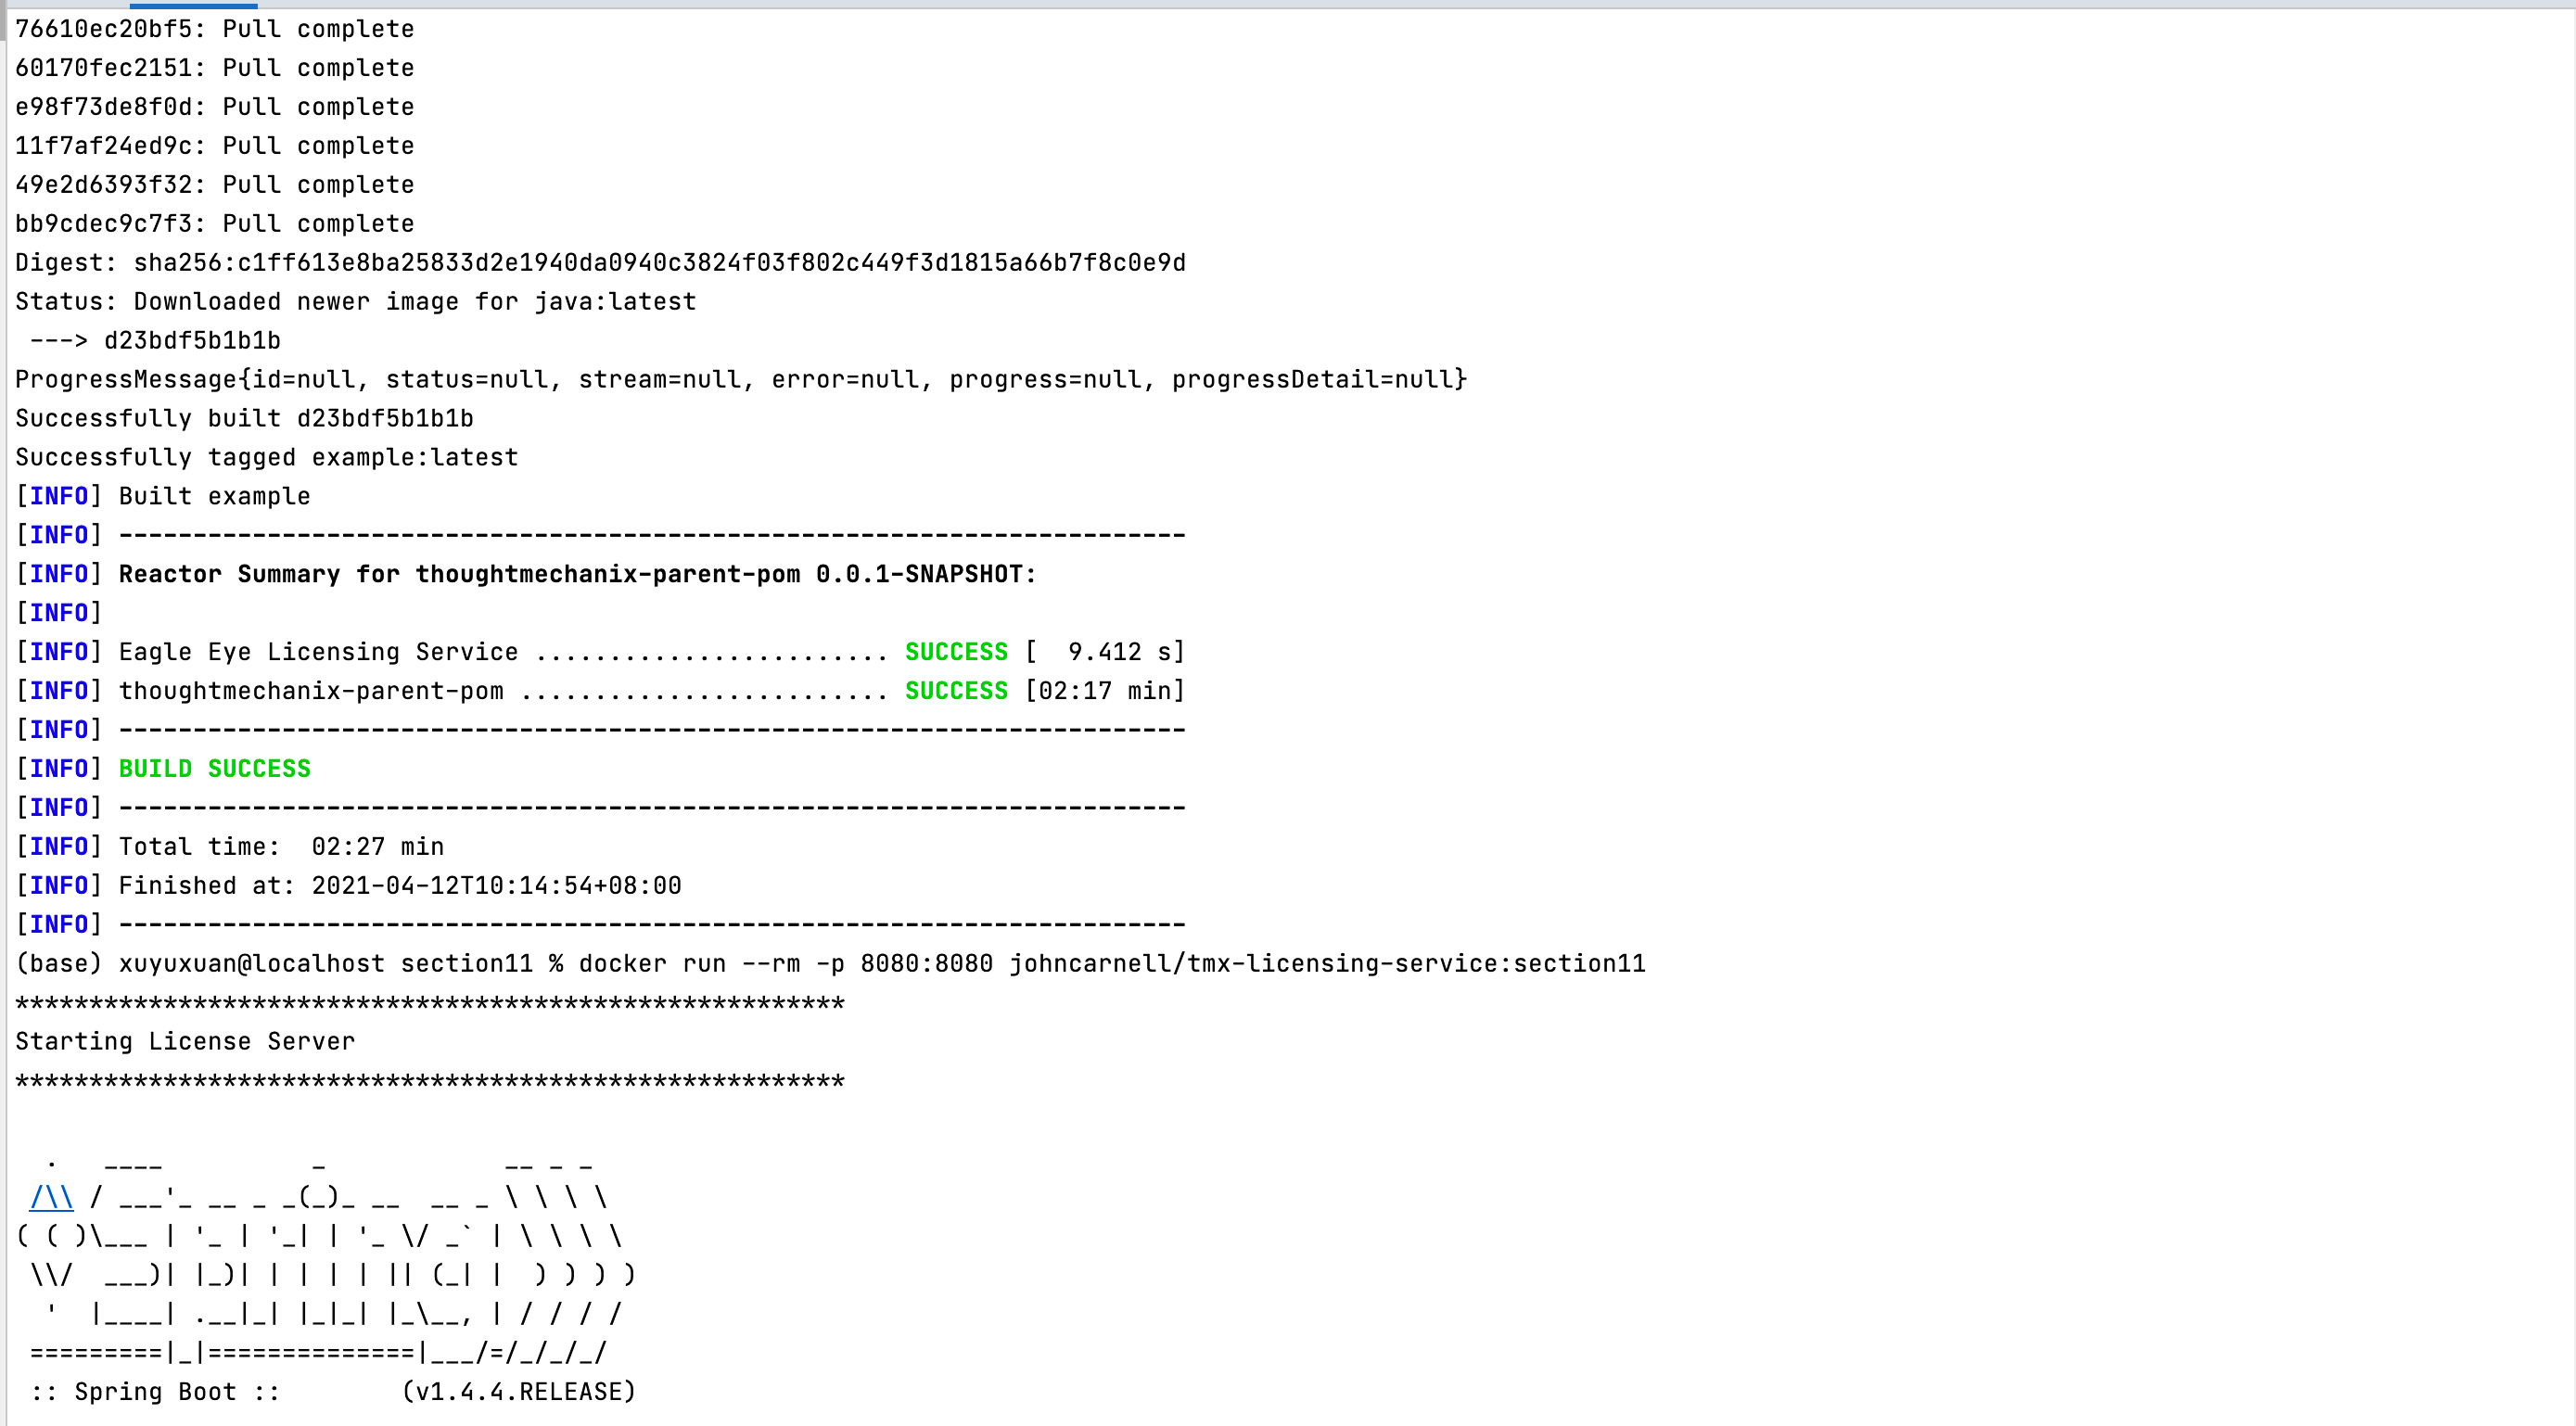 76610ec20bf5: Pull complete
60170fec2151: Pull complete
e98f73de8f0d: Pull complete
11f7af24ed9c: Pull complete
49e2d6393f32: Pull complete
bb9cdec9c7f3: Pull complete
Digest: sha256:c1ff613e8ba25833d2e1940da0940c3824f03f802c449f3d1815a66b7f8c0e9d
Status: Downloaded newer image for java:latest
 ---> d23bdf5b1b1b
ProgressMessage{id=null, status=null, stream=null, error=null, progress=null, progressDetail=null}
Successfully built d23bdf5b1b1b
Successfully tagged example:latest
[INFO] Built example
[INFO] ------------------------------------------------------------------------
[INFO] Reactor Summary for thoughtmechanix-parent-pom 0.0.1-SNAPSHOT:
[INFO]
[INFO] Eagle Eye Licensing Service ........................ SUCCESS [  9.412 s]
[INFO] thoughtmechanix-parent-pom ......................... SUCCESS [02:17 min]
[INFO] ------------------------------------------------------------------------
[INFO] BUILD SUCCESS
[INFO] ------------------------------------------------------------------------
[INFO] Total time:  02:27 min
[INFO] Finished at: 2021-04-12T10:14:54+08:00
[INFO] ------------------------------------------------------------------------
(base) xuyuxuan@localhost section11 % docker run --rm -p 8080:8080 johncarnell/tmx-licensing-service:section11
********************************************************
Starting License Server
********************************************************

  .   ____          _            __ _ _
 /\\ / ___'_ __ _ _(_)_ __  __ _ \ \ \ \
( ( )\___ | '_ | '_| | '_ \/ _` | \ \ \ \
 \\/  ___)| |_)| | | | | || (_| |  ) ) ) )
  '  |____| .__|_| |_|_| |_\__, | / / / /
 =========|_|==============|___/=/_/_/_/
 :: Spring Boot ::        (v1.4.4.RELEASE)